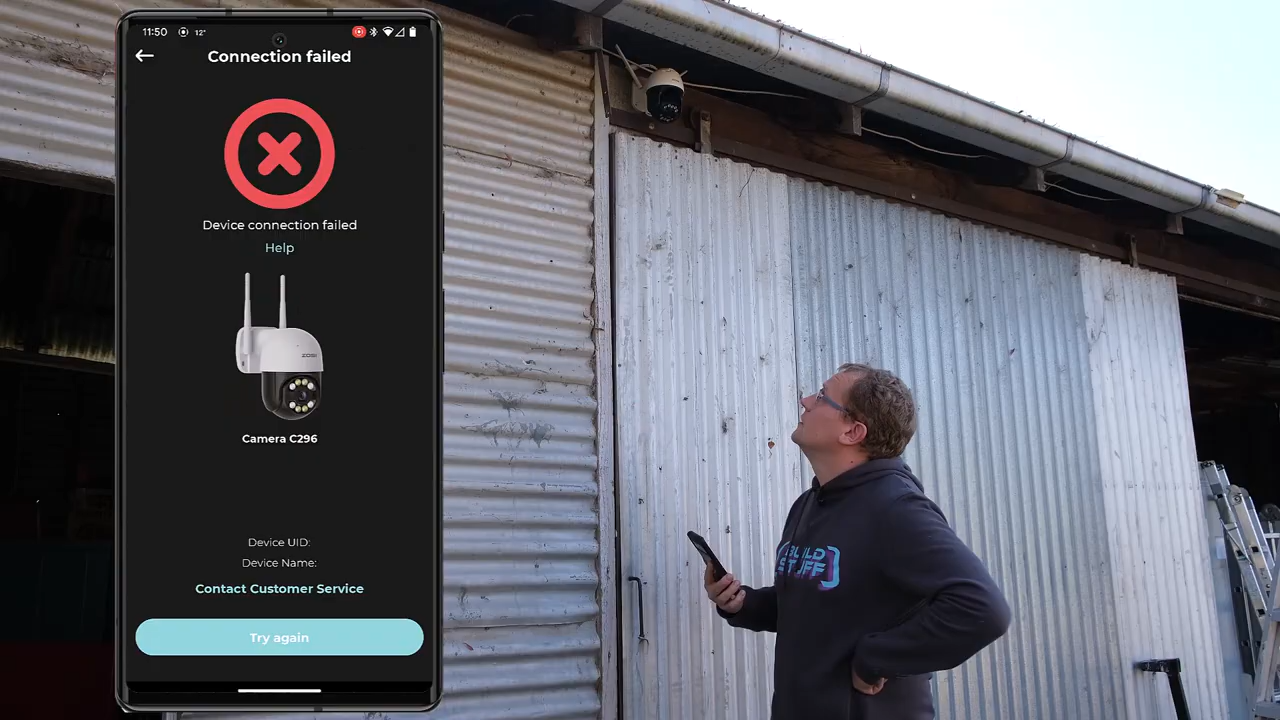 11:50
12°
Connection failed
Device connection failed
Help
ZOSI
Camera C296
Device UID:
Device Name:
Contact Customer Service
Try again
BUILD
STUFF